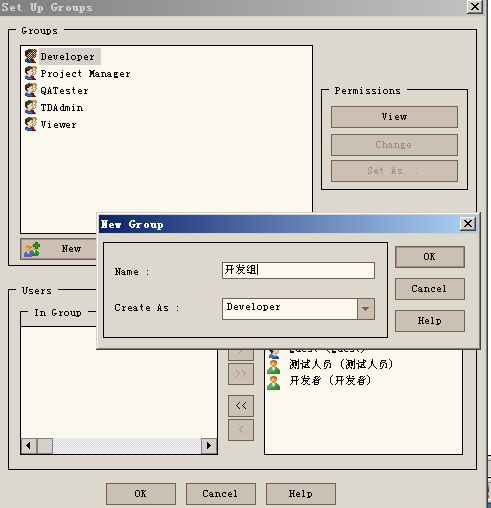 Set Up Groups
Groups
Developer
Project Manager
QATester
TDAdmin
Viewer
Permissions
View
Change
Set As...
New
New Group
Name :
开发组
Create As :
Developer
OK
Cancel
Help
Users
In Group
>
>>
<<
<
guest (guest)
测试人员 (测试人员)
开发者 (开发者)
OK
Cancel
Help